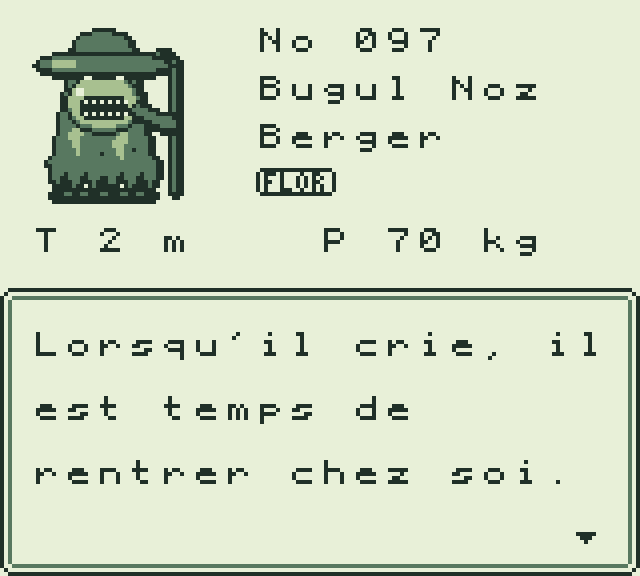 No 097
Bugul Noz
Berger
FLOR
T 2 m P 70 kg
Lorsqu'il crie, il
est temps de
rentrer chez soi.